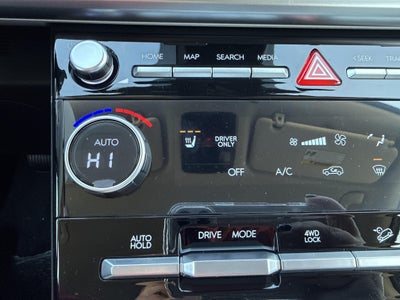 HOME MAP SEARCH MEDIA <SEEK
AUTO
HI
DRIVER
ONLY
OFF A/C
AUTO
HOLD
DRIVE MODE
4WD
LOCK